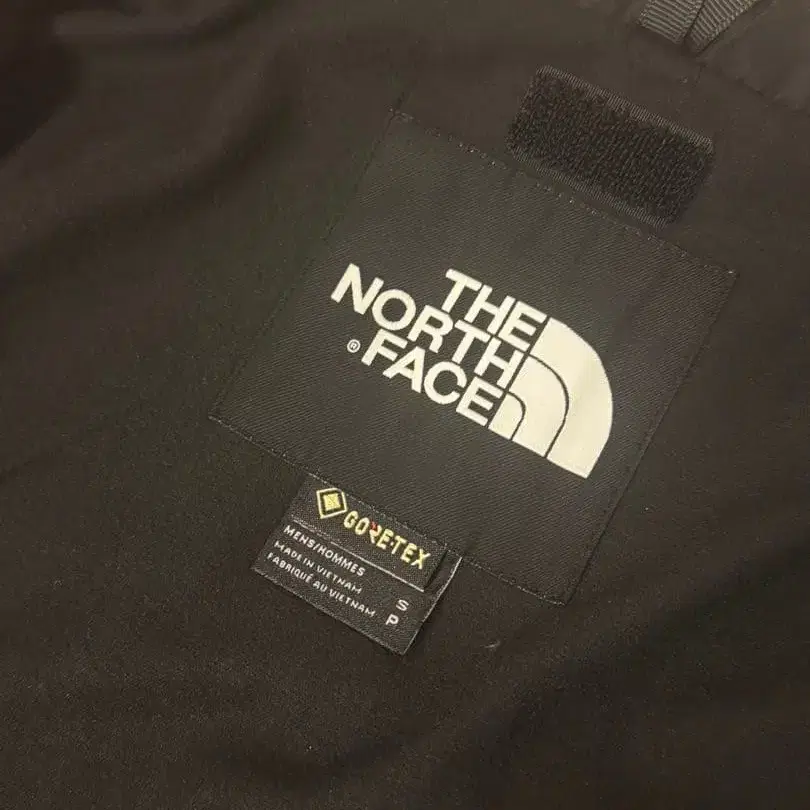 THE
NORTH
® FACE
GORE-TEX
MENS/HOMMES
MADE IN VIETNAM
FABRIQUÉ AU VIETNAM
S
P